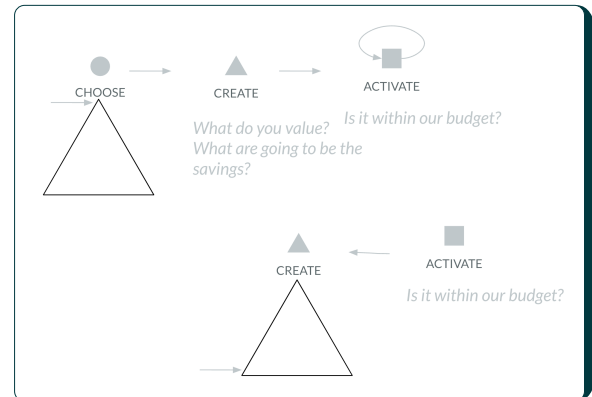 CHOOSE
CREATE
ACTIVATE
What do you value?
What are going to be the
savings?
Is it within our budget?
CREATE
ACTIVATE
Is it within our budget?